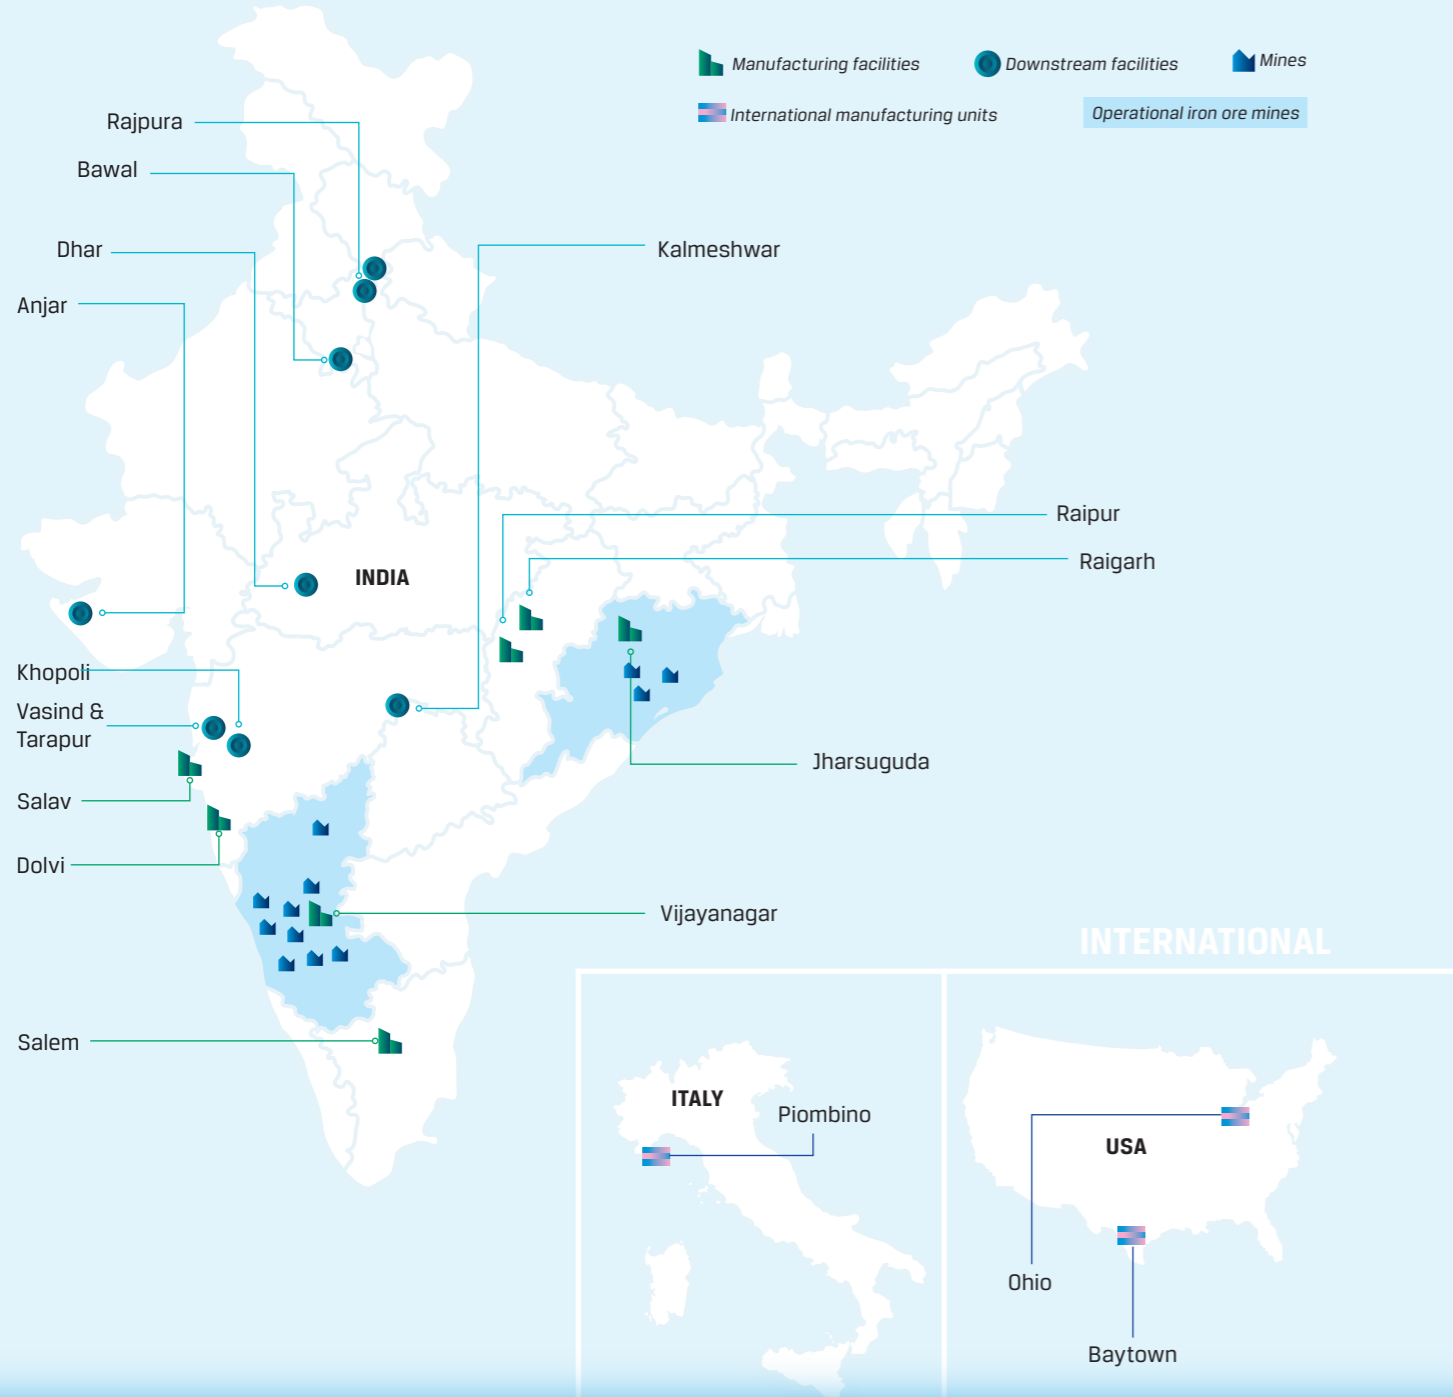 Manufacturing facilities
Downstream facilities
Mines
International manufacturing units
Operational iron ore mines
Rajpura
Bawal
Dhar
Anjar
Kalmeshwar
Raipur
Raigarh
INDIA
Khopoli
Vasind &
Tarapur
Salav
Dolvi
Jharsuguda
Vijayanagar
Salem
INTERNATIONAL
ITALY
Piombino
USA
Ohio
Baytown